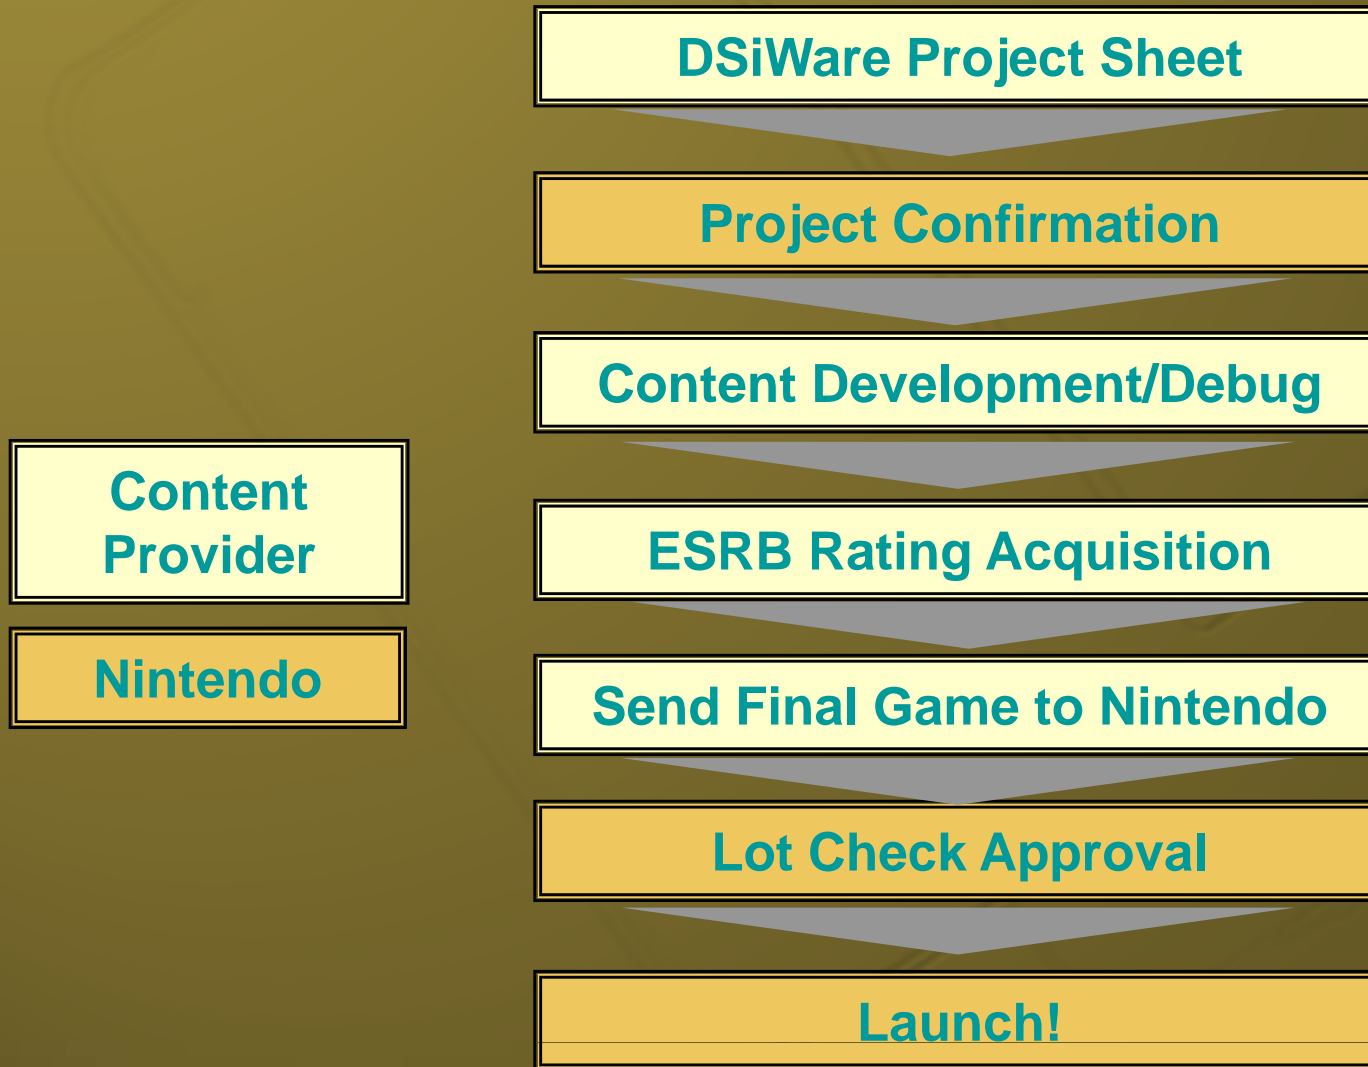 DSiWare Project Sheet
Project Confirmation
Content Development/Debug
Content
Provider
ESRB Rating Acquisition
Nintendo
Send Final Game to Nintendo
Lot Check Approval
Launch!